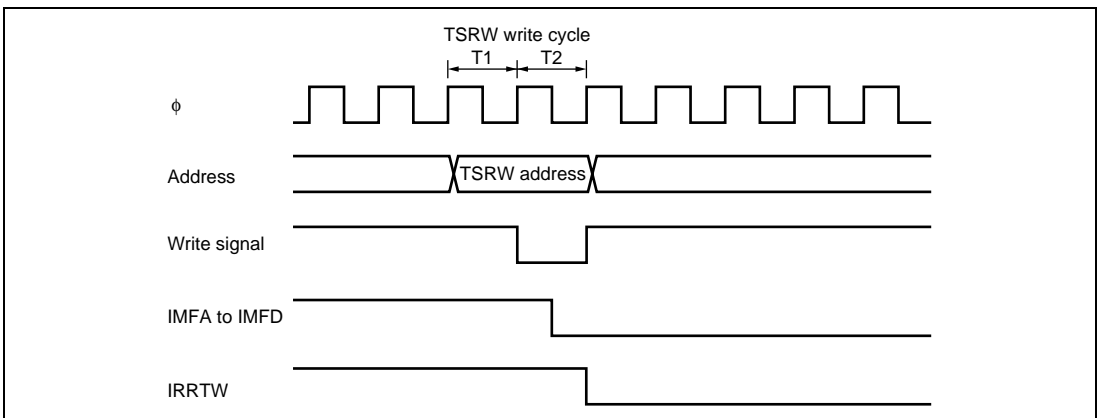 TSRW write cycle
T1 T2
ϕ
Address
TSRW address
Write signal
IMFA to IMFD
IRRTW